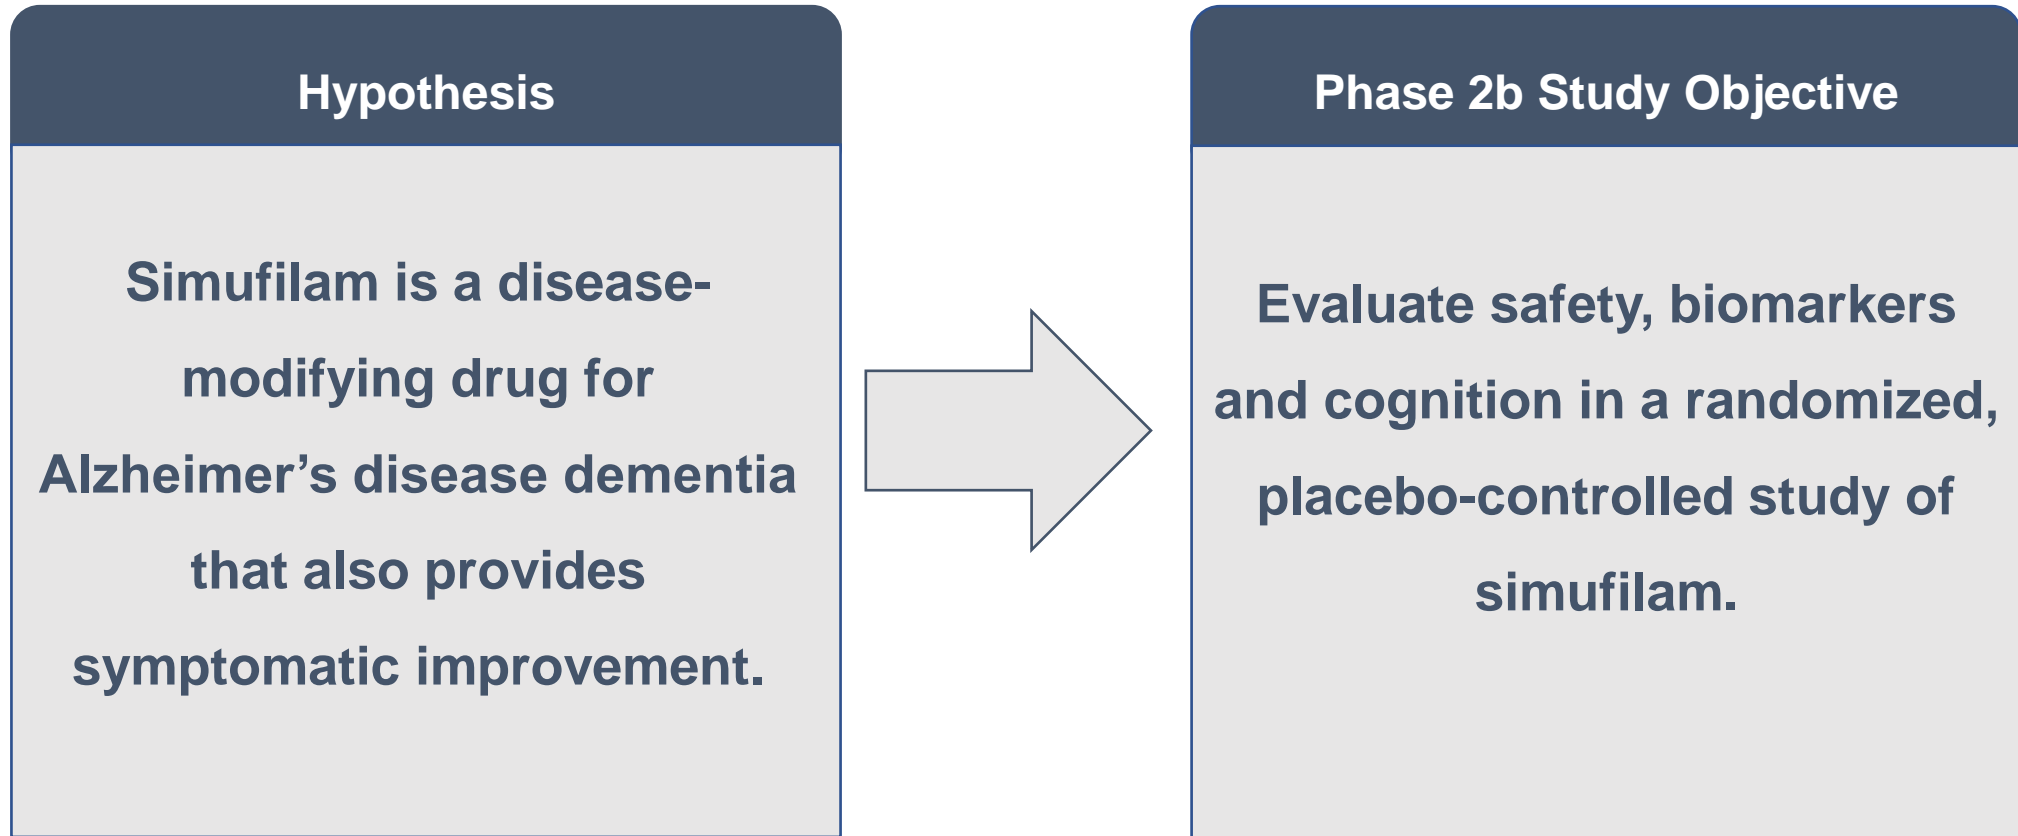 Hypothesis
Simufilam is a disease-
modifying drug for
Alzheimer’s disease dementia
that also provides
symptomatic improvement.
Phase 2b Study Objective
Evaluate safety, biomarkers
and cognition in a randomized,
placebo-controlled study of
simufilam.